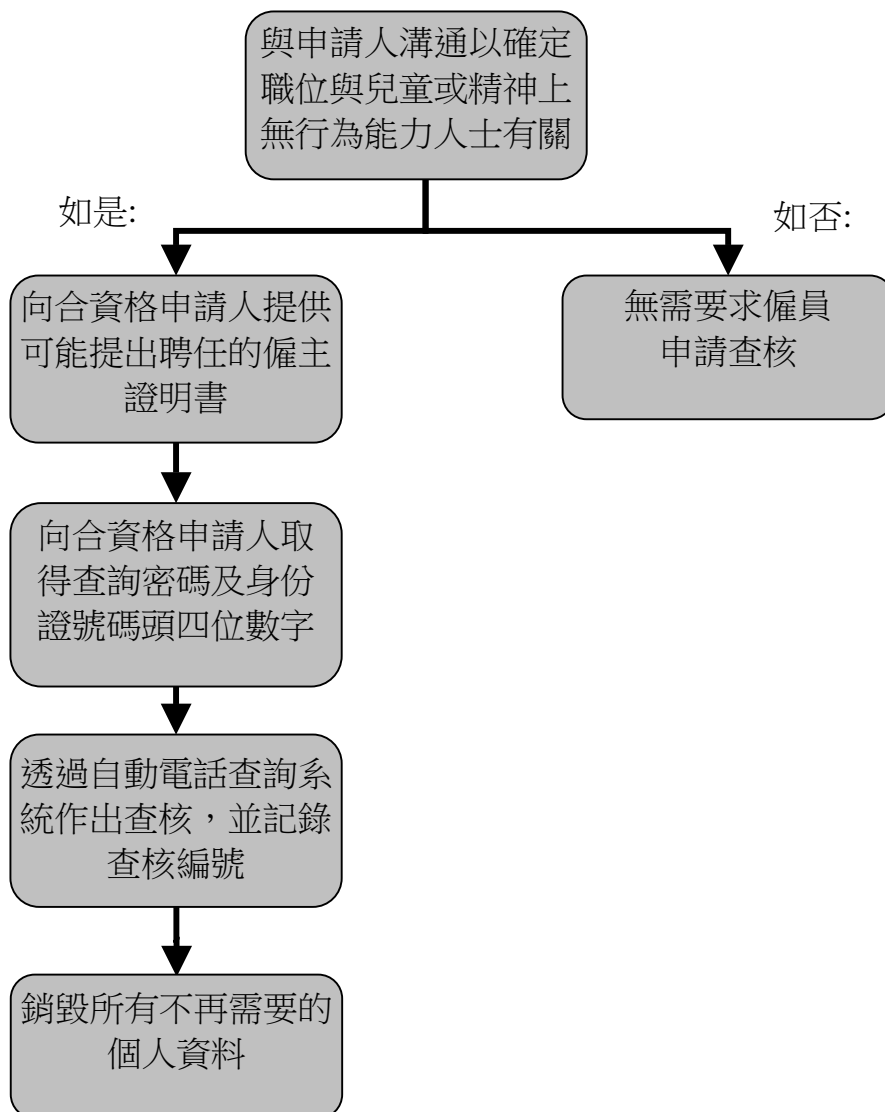 與申請人溝通以確定
職位與兒童或精神上
無行為能力人士有關
如是:
如否:
向合資格申請人提供
可能提出聘任的僱主
證明書
無需要求僱員
申請查核
向合資格申請人取
得查詢密碼及身份
證號碼頭四位數字
透過自動電話查詢系
統作出查核，並記錄
查核編號
銷毀所有不再需要的
個人資料